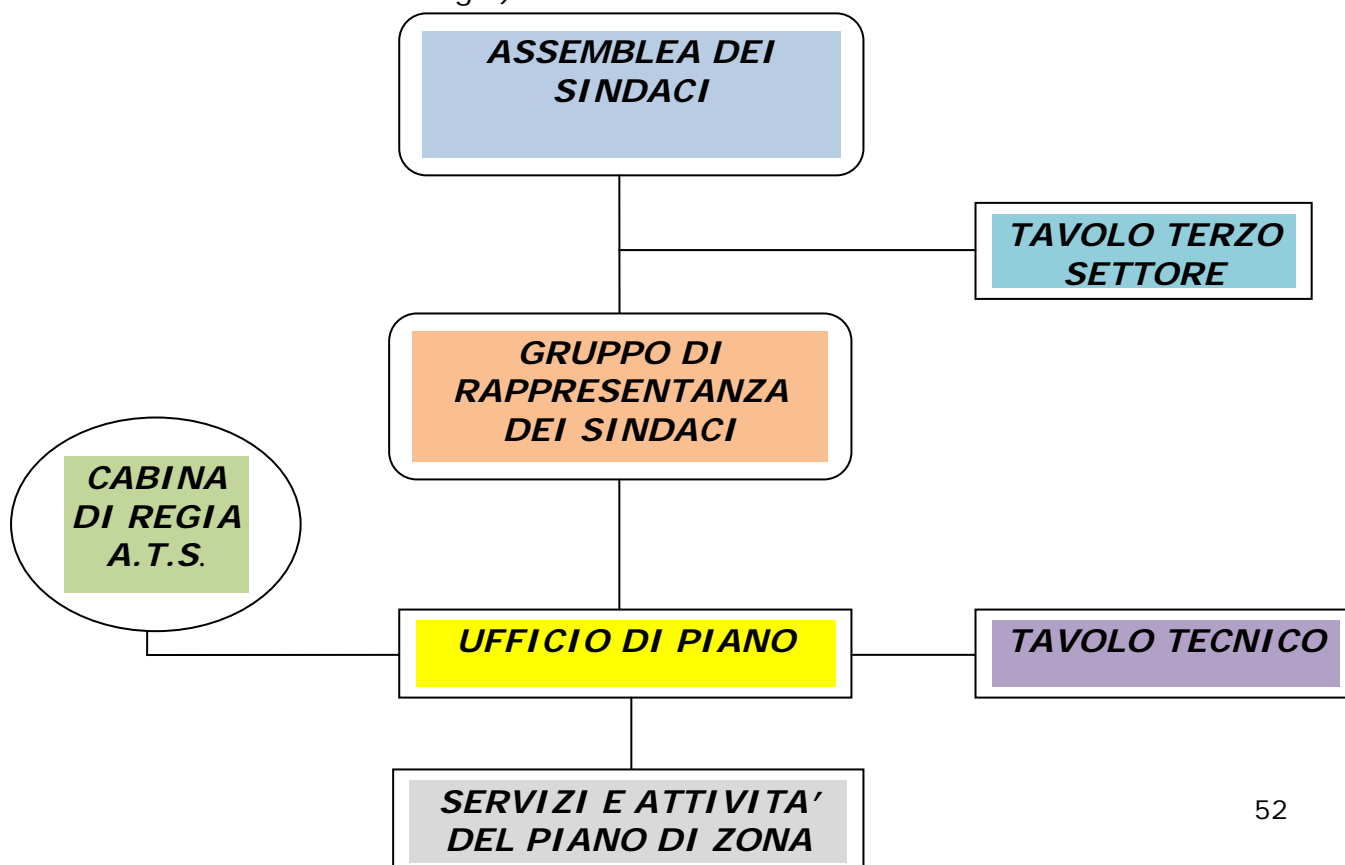 ASSEMBLEA DEI
SINDACI
TAVOLO TERZO
SETTORE
GRUPPO DI
RAPPRESENTANZA
DEI SINDACI
CABINA
DI REGIA
A.T.S.
UFFICIO DI PIANO
TAVOLO TECNICO
SERVIZI E ATTIVITA’
DEL PIANO DI ZONA
52